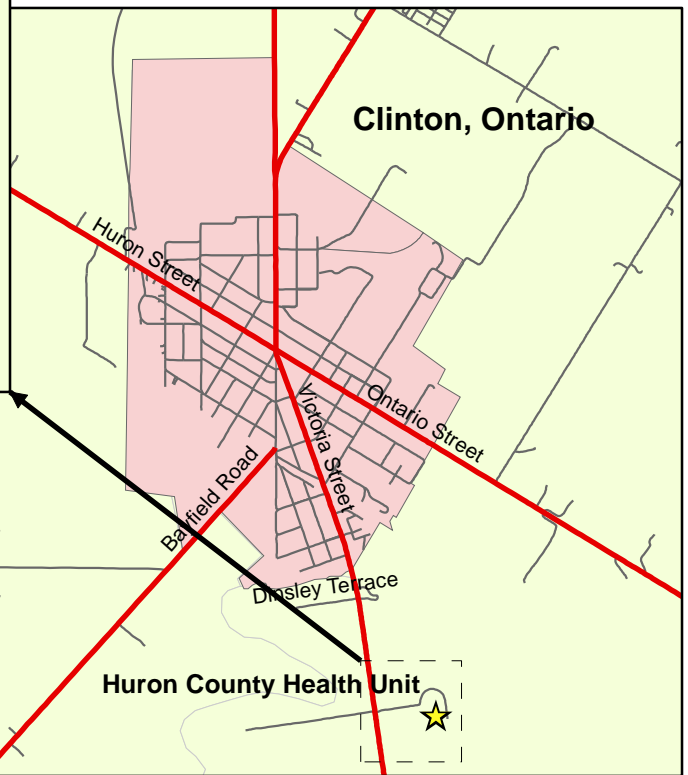 Clinton, Ontario
Huron Street
Ontario Street
Victoria Street
Bayfield Road
Dinsley Terrace
Huron County Health Unit